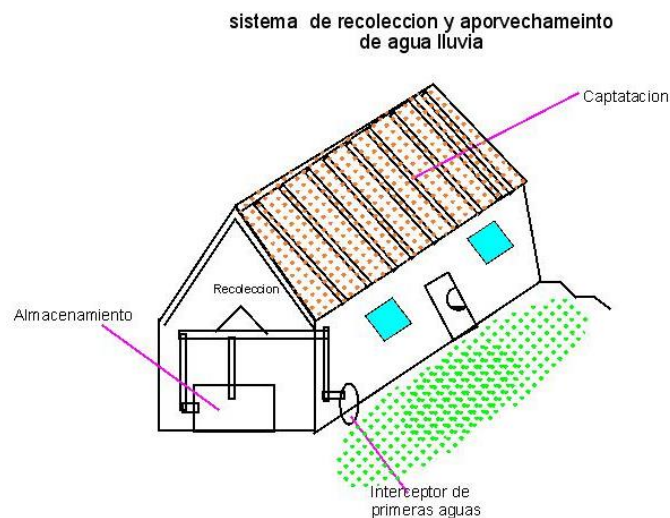 sistema de recoleccion y aporvechameinto
de agua lluvia
Captatacion
Recoleccion
Almacenamiento
Interceptor de
primeras aguas